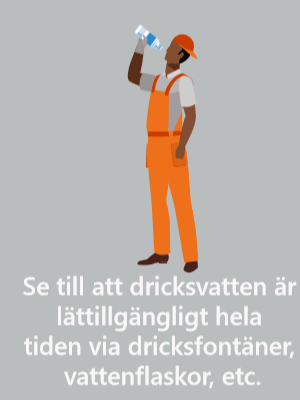 Se till att dricksvatten är
lättillgängligt hela
tiden via dricksfontäner,
vattenflaskor, etc.